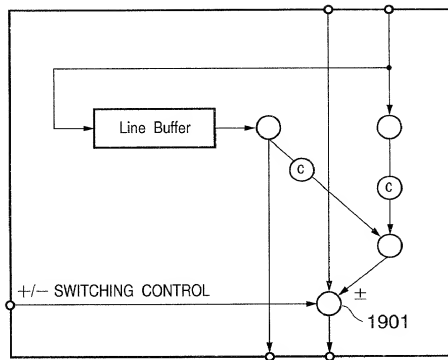 Line Buffer
C
C
+/− SWITCHING CONTROL
±
1901